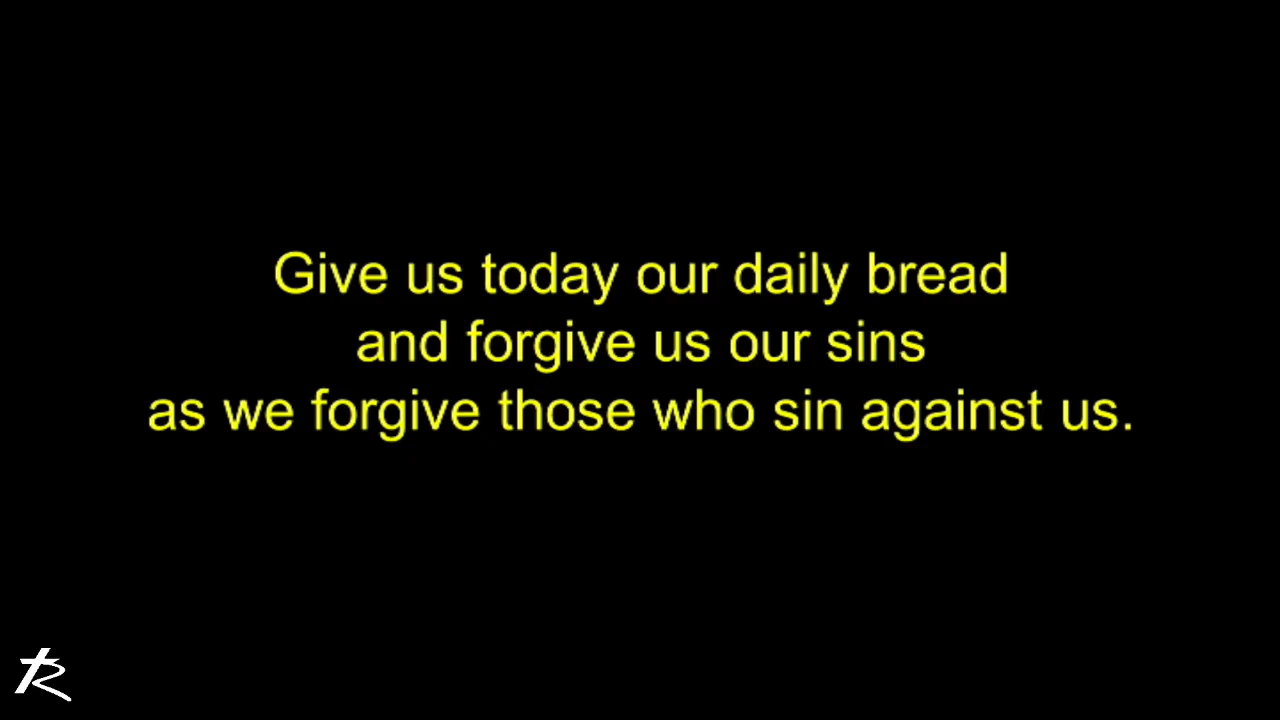 Give us today our daily bread
and forgive us our sins
as we forgive those who sin against us.